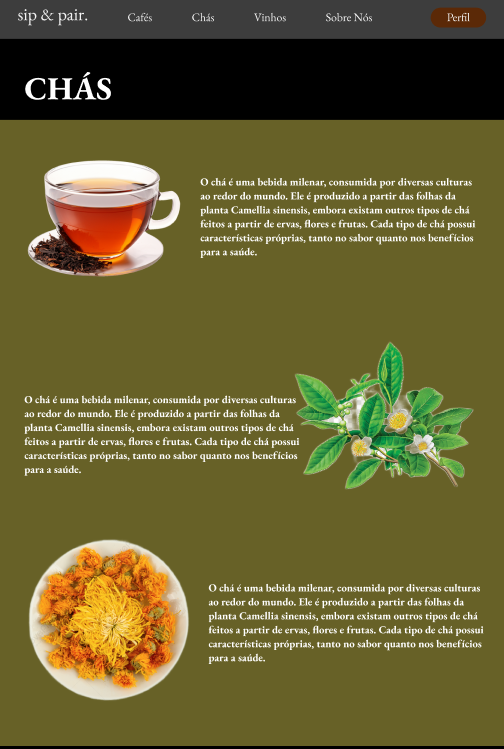 sip & pair.
Cafés
Chás
Vinhos
Sobre Nós
Perfil
CHÁS
O chá é uma bebida milenar, consumida por diversas culturas
ao redor do mundo. Ele é produzido a partir das folhas da
planta Camellia sinensis, embora existam outros tipos de chá
feitos a partir de ervas, flores e frutas. Cada tipo de chá possui
características próprias, tanto no sabor quanto nos benefícios
para a saúde.
O chá é uma bebida milenar, consumida por diversas culturas
ao redor do mundo. Ele é produzido a partir das folhas da
planta Camellia sinensis, embora existam outros tipos de chá
feitos a partir de ervas, flores e frutas. Cada tipo de chá possui
características próprias, tanto no sabor quanto nos benefícios
para a saúde.
O chá é uma bebida milenar, consumida por diversas culturas
ao redor do mundo. Ele é produzido a partir das folhas da
planta Camellia sinensis, embora existam outros tipos de chá
feitos a partir de ervas, flores e frutas. Cada tipo de chá possui
características próprias, tanto no sabor quanto nos benefícios
para a saúde.